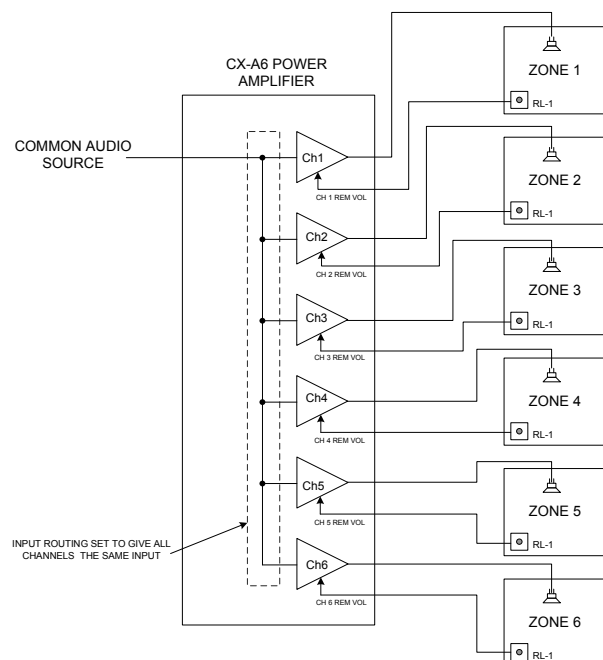 CX-A6 POWER
AMPLIFIER
COMMON AUDIO
SOURCE
INPUT ROUTING SET TO GIVE ALL
CHANNELS THE SAME INPUT
Ch1
CH 1 REM VOL
Ch2
CH 2 REM VOL
Ch3
CH 3 REM VOL
Ch4
CH 4 REM VOL
Ch5
CH 5 REM VOL
Ch6
CH 6 REM VOL
ZONE 1
RL-1
ZONE 2
RL-1
ZONE 3
RL-1
ZONE 4
RL-1
ZONE 5
RL-1
ZONE 6
RL-1